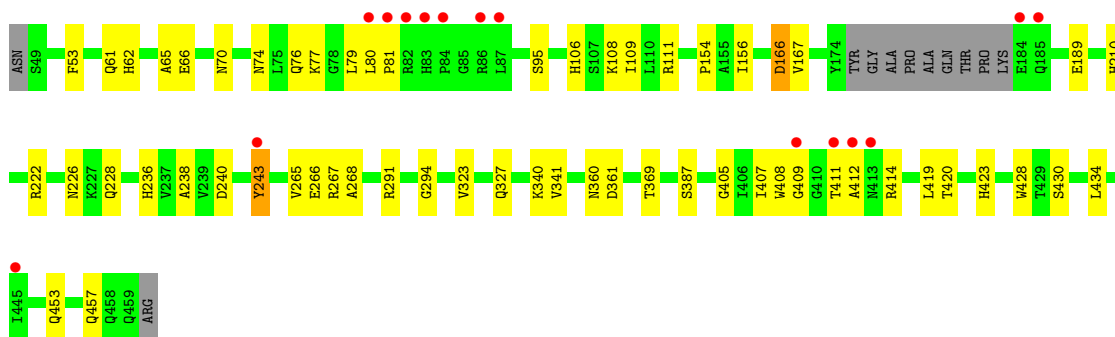 ASN S49 F53 Q61 H62 A65 E66 N70 N74 L75 Q76 K77 G78 L79 L80 P81 R82 H83 P84 G85 R86 L87 S95 H106 S107 K108 I109 L110 R111 P154 A155 I156 D166 V167 Y174 TYR GLY ALA PRO ALA GLN THR PRO LYS E184 Q185 E189
R222 N226 K227 Q228 H236 V237 A238 V239 D240 Y243 V265 E266 R267 A268 R291 G294 V323 Q327 K340 V341 N360 D361 T369 S387 G405 I406 I407 W408 G409 G410 T411 A412 N413 R414 L419 T420 H423 W428 T429 S430 L434
I445 Q453 Q457 Q458 Q459 ARG